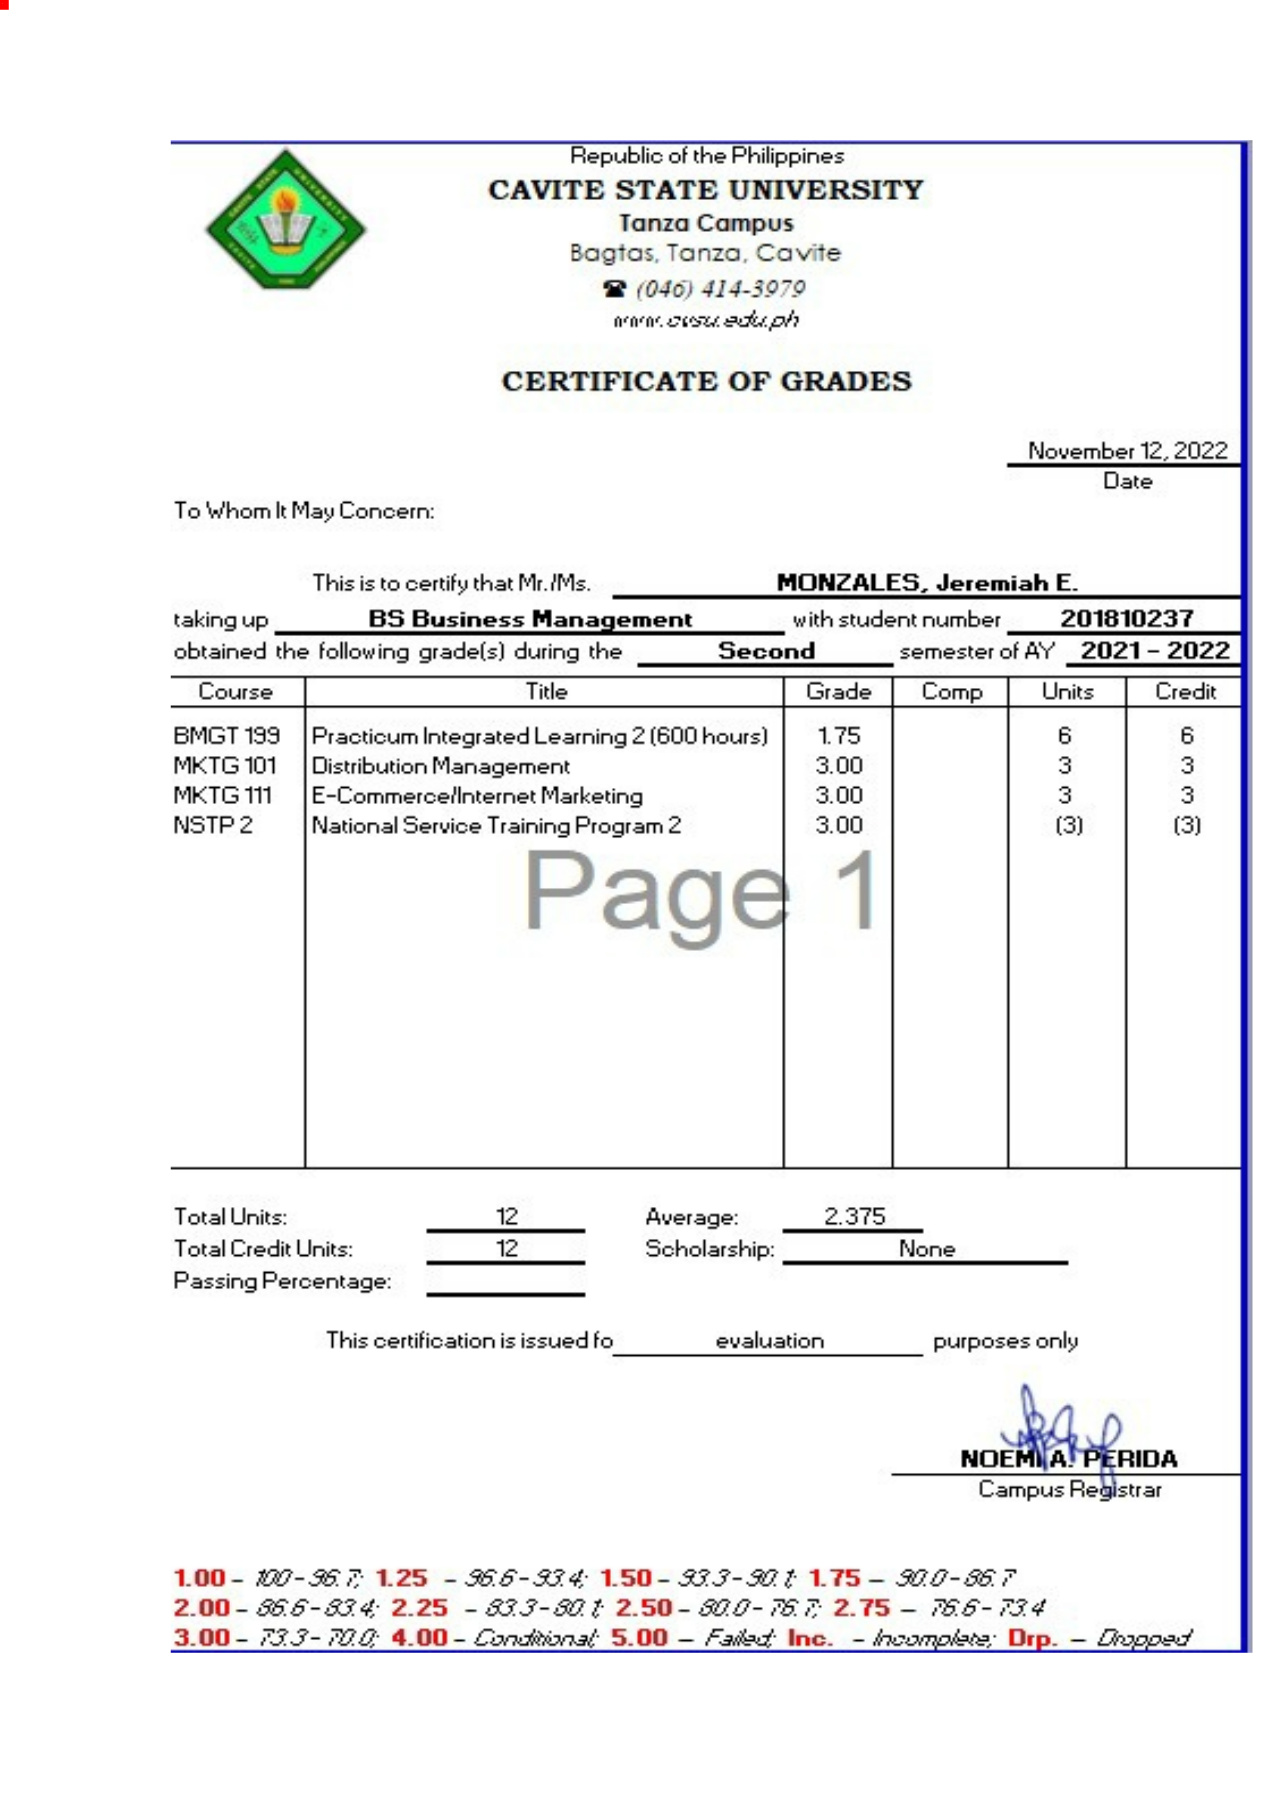 Republic of the Philippines
CAVITE STATE UNIVERSITY
Tanza Campus
Bagtas, Tanza, Cavite
☎ (046) 414-3979
www.cvsu.edu.ph
CERTIFICATE OF GRADES
November 12, 2022
Date
To Whom It May Concern:
This is to certify that Mr./Ms. MONZALES, Jeremiah E.
taking up BS Business Management with student number 201810237
obtained the following grade(s) during the Second semester of AY 2021 - 2022
Course Title Grade Comp Units Credit
BMGT 199 Practicum Integrated Learning 2 (600 hours) 1.75 6 6
MKTG 101 Distribution Management 3.00 3 3
MKTG 111 E-Commerce/Internet Marketing 3.00 3 3
NSTP 2 National Service Training Program 2 3.00 (3) (3)
Page 1
Total Units: 12 Average: 2.375
Total Credit Units: 12 Scholarship: None
Passing Percentage:
This certification is issued fo evaluation purposes only
NOEMI A. PERIDA
Campus Registrar
1.00 - 100 - 96.7; 1.25 - 96.6 - 93.4; 1.50 - 93.3 - 90.1; 1.75 - 90.0 - 86.7
2.00 - 86.6 - 83.4; 2.25 - 83.3 - 80.1; 2.50 - 80.0 - 76.7; 2.75 - 76.6 - 73.4
3.00 - 73.3 - 70.0; 4.00 - Conditional; 5.00 - Failed; Inc. - Incomplete; Drp. - Dropped